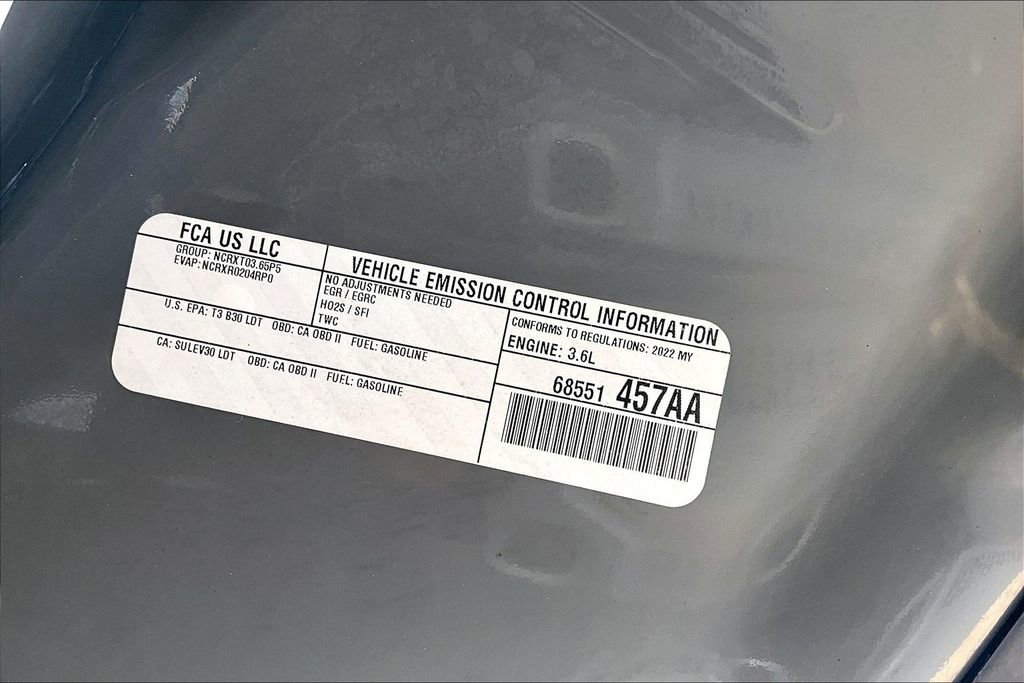 FCA US LLC
GROUP: NCRXT03.65P5
EVAP: NCRXR0204RP0
VEHICLE EMISSION CONTROL INFORMATION
NO ADJUSTMENTS NEEDED
EGR / EGRC
HO2S / SFI
TWC
CONFORMS TO REGULATIONS: 2022 MY
ENGINE: 3.6L
U.S. EPA: T3 B30 LDT OBD: CA OBD II FUEL: GASOLINE
CA: SULEV30 LDT OBD: CA OBD II FUEL: GASOLINE
68551 457AA